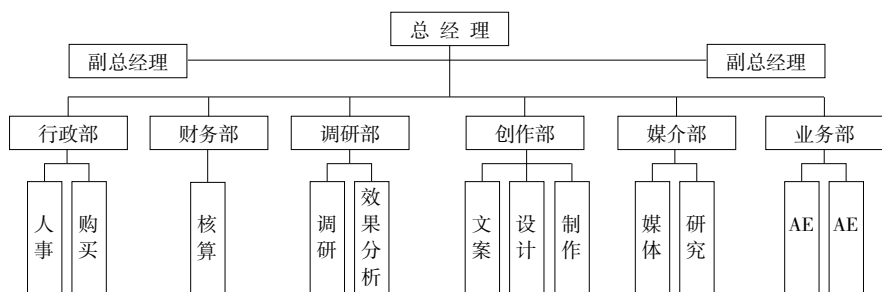 总经理
副总经理
副总经理
行政部
财务部
调研部
创作部
媒介部
业务部
人事
购买
核算
调研
效果分析
文案
设计
制作
媒体
研究
AE
AE